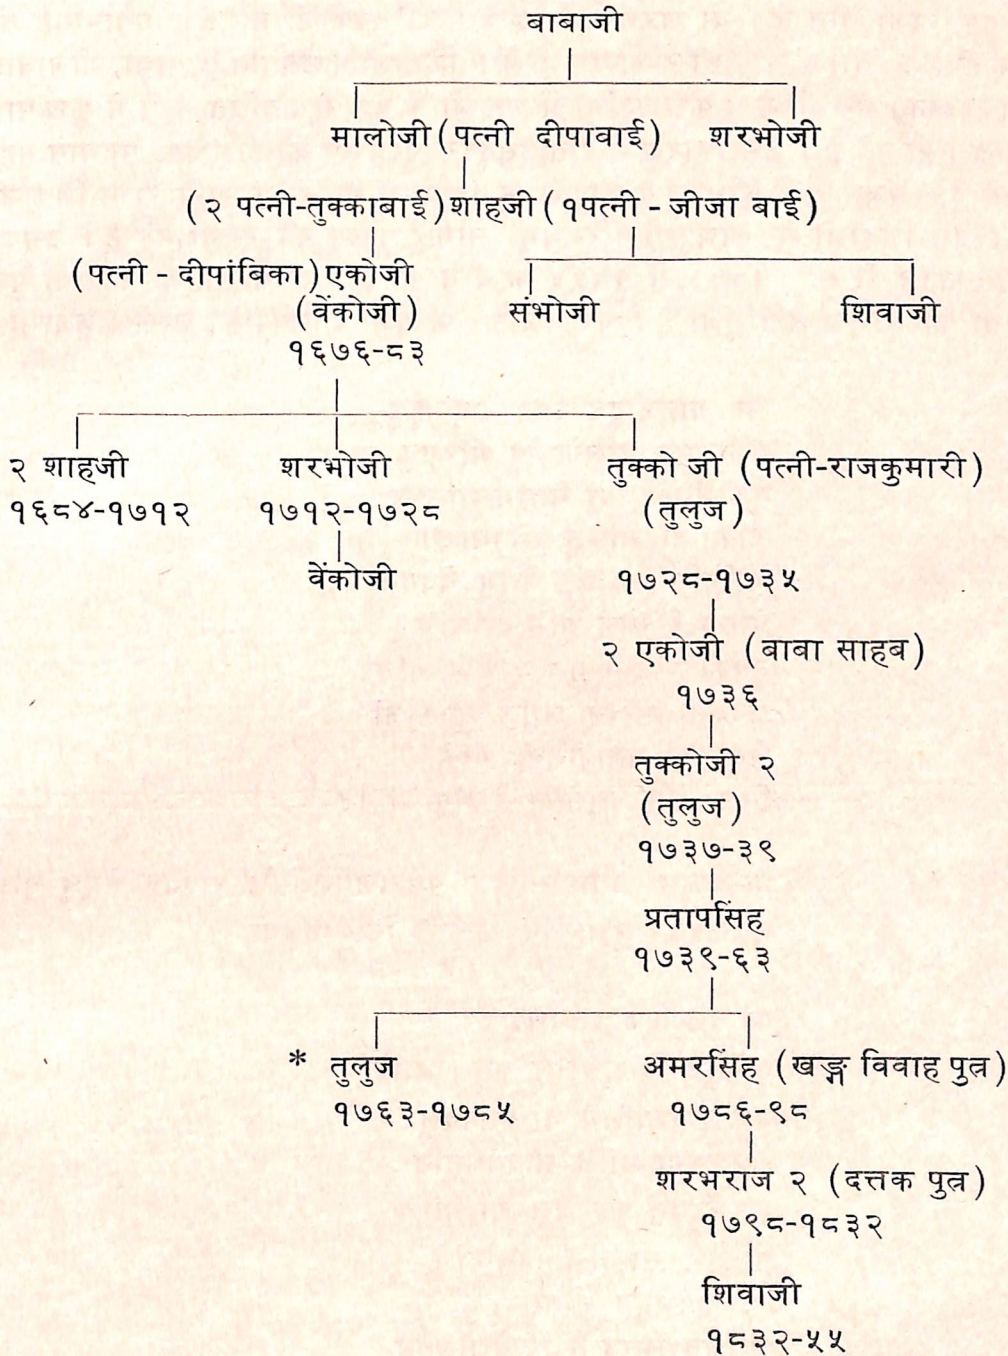 बाबाजी
मालोजी (पत्नी दीपावाई) शरभोजी
(२ पत्नी-तुक्काबाई) शाहजी (१पत्नी - जीजा बाई)
(पत्नी - दीपांबिका) एकोजी संभोजी शिवाजी
(वेंकोजी)
१६७६-८३
२ शाहजी शरभोजी तुक्को जी (पत्नी-राजकुमारी)
१६८४-१७१२ १७१२-१७२८ (तुलुज)
वेंकोजी १७२८-१७३५
२ एकोजी (बाबा साहब)
१७३६
तुक्कोजी २
(तुलुज)
१७३७-३९
प्रतापसिंह
१७३९-६३
* तुलुज अमरसिंह (खङ्ग विवाह पुत्र)
१७६३-१७८५ १७८६-९८
शरभराज २ (दत्तक पुत्र)
१७९८-१८३२
शिवाजी
१८३२-५५